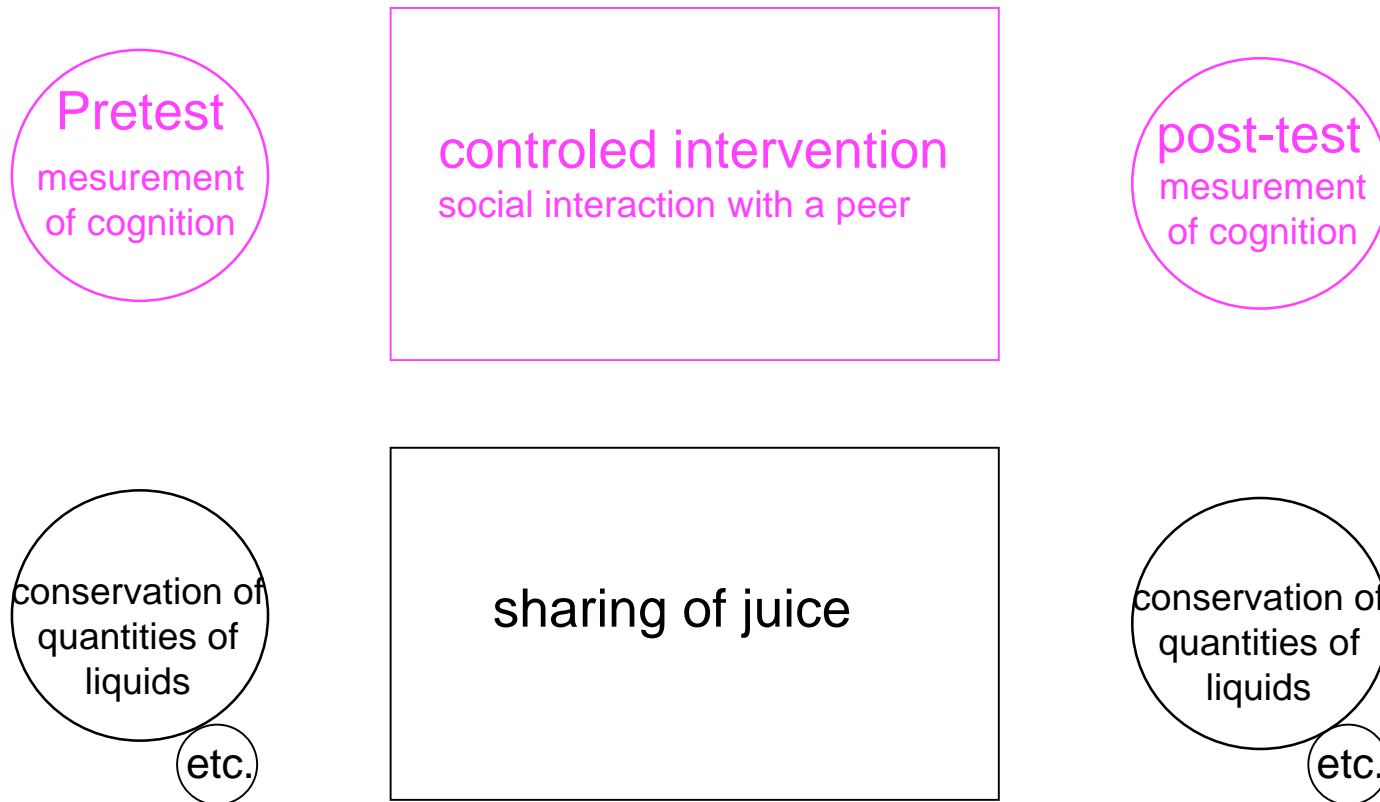 Pretest
mesurement
of cognition
controled intervention
social interaction with a peer
post-test
mesurement
of cognition
conservation of
quantities of
liquids
etc.
sharing of juice
conservation of
quantities of
liquids
etc.